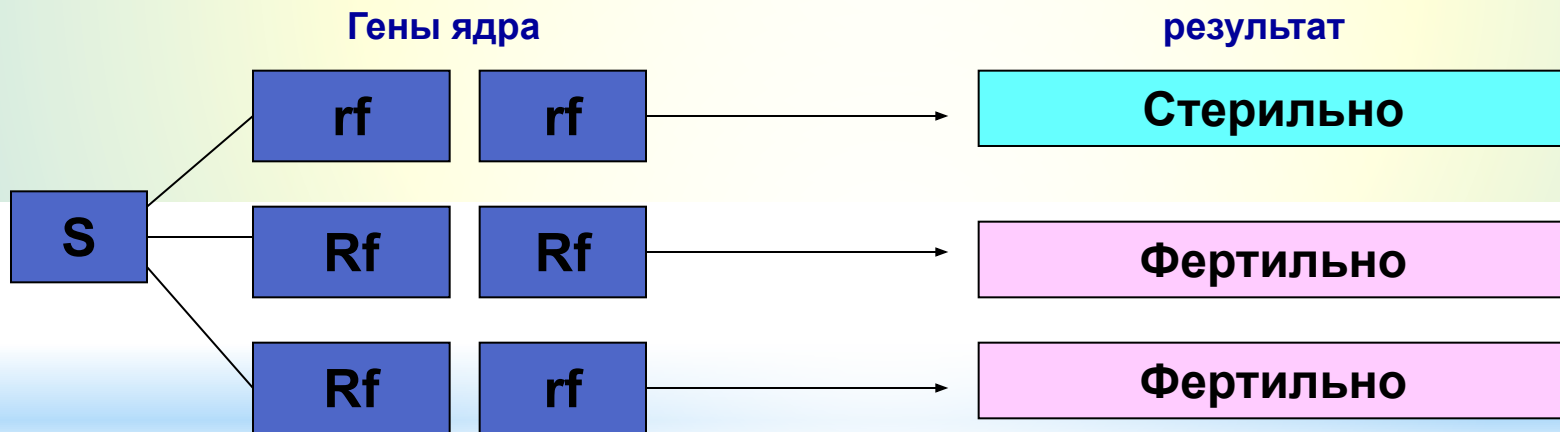 Гены ядра результат
rf rf Стерильно
S
Rf Rf Фертильно
Rf rf Фертильно